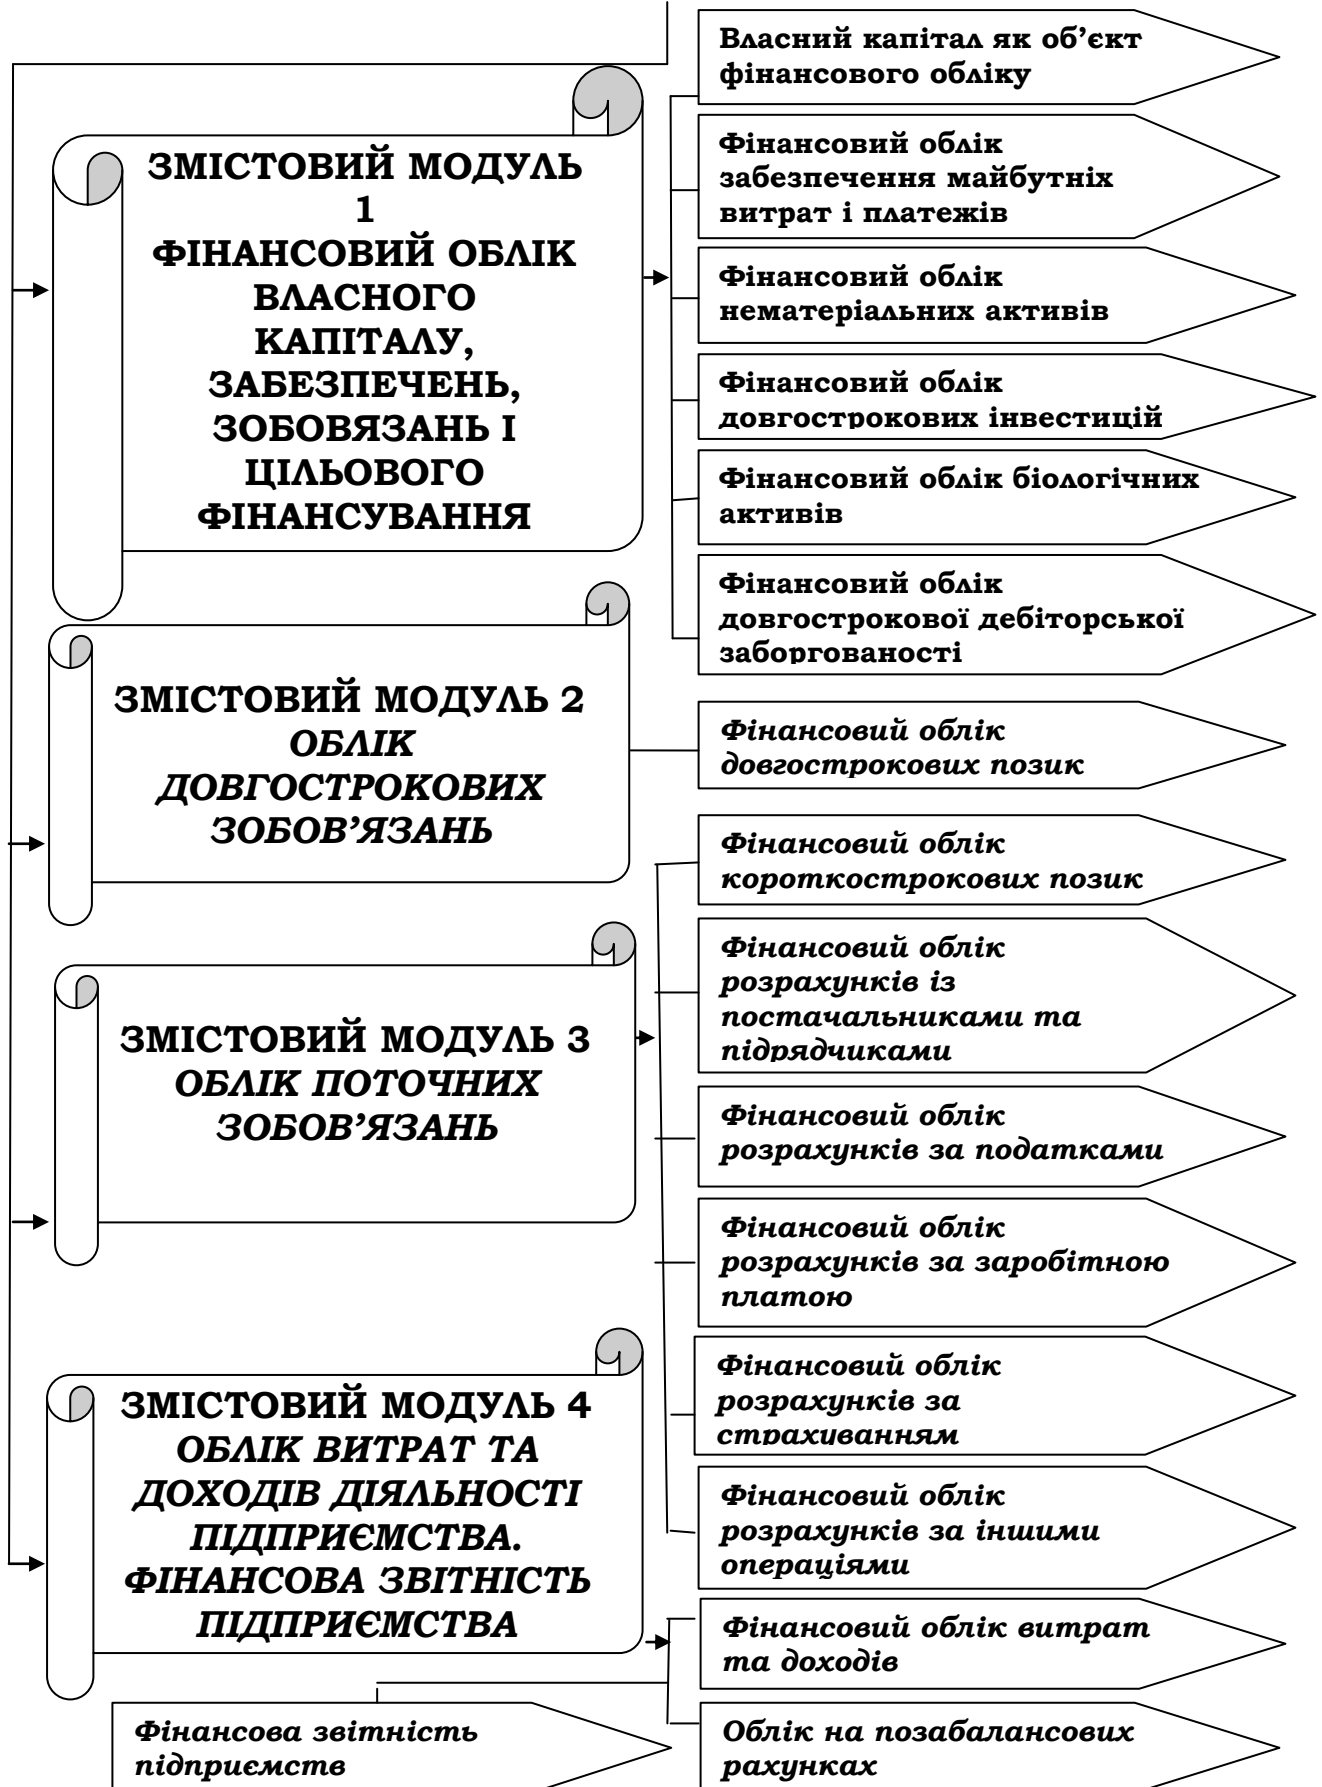 Власний капітал як об’єкт
фінансового обліку
ЗМІСТОВИЙ МОДУЛЬ
1
ФІНАНСОВИЙ ОБЛІК
ВЛАСНОГО
КАПІТАЛУ,
ЗАБЕЗПЕЧЕНЬ,
ЗОБОВЯЗАНЬ І
ЦІЛЬОВОГО
ФІНАНСУВАННЯ
Фінансовий облік
забезпечення майбутніх
витрат і платежів
Фінансовий облік
нематеріальних активів
Фінансовий облік
довгострокових інвестицій
Фінансовий облік біологічних
активів
Фінансовий облік
довгострокової дебіторської
заборгованості
ЗМІСТОВИЙ МОДУЛЬ 2
ОБЛІК
ДОВГОСТРОКОВИХ
ЗОБОВ’ЯЗАНЬ
Фінансовий облік
довгострокових позик
ЗМІСТОВИЙ МОДУЛЬ 3
ОБЛІК ПОТОЧНИХ
ЗОБОВ’ЯЗАНЬ
Фінансовий облік
короткострокових позик
Фінансовий облік
розрахунків із
постачальниками та
підрядчиками
Фінансовий облік
розрахунків за податками
Фінансовий облік
розрахунків за заробітною
платою
Фінансовий облік
розрахунків за
страхуванням
Фінансовий облік
розрахунків за іншими
операціями
ЗМІСТОВИЙ МОДУЛЬ 4
ОБЛІК ВИТРАТ ТА
ДОХОДІВ ДІЯЛЬНОСТІ
ПІДПРИЄМСТВА.
ФІНАНСОВА ЗВІТНІСТЬ
ПІДПРИЄМСТВА
Фінансовий облік витрат
та доходів
Фінансова звітність
підприємств
Облік на позабалансових
рахунках